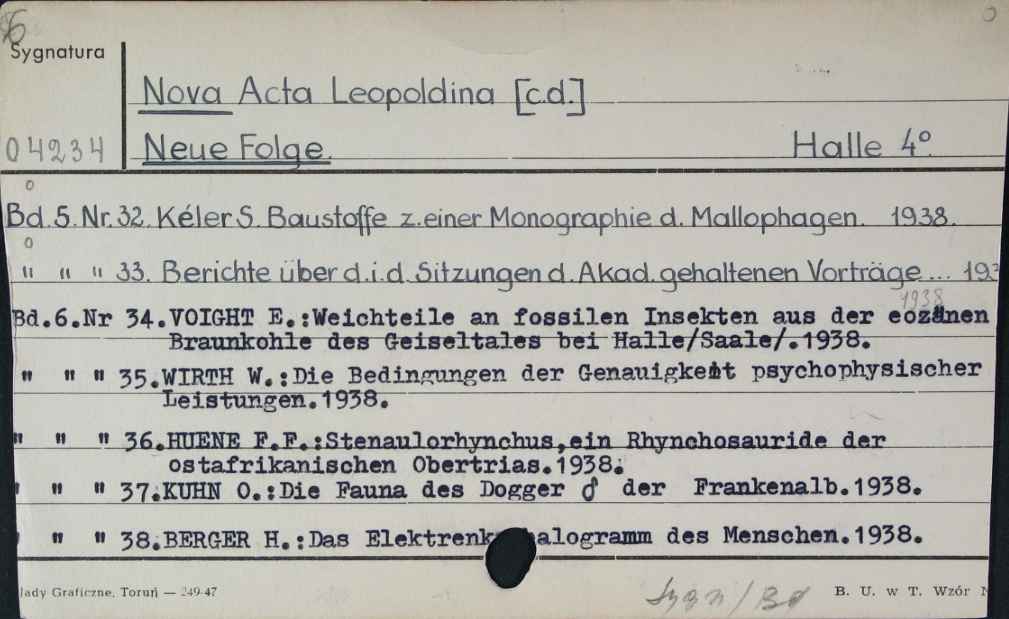 Sygnatura
Nova Acta Leopoldina [c.d.]
04234 Neue Folge. Halle 4°
Bd. 5. Nr. 32. Kéler S. Baustoffe z. einer Monographie d. Mallophagen. 1938.
" " " 33. Berichte über d. i. d. Sitzungen d. Akad. gehaltenen Vorträge ... 193
1938
Bd.6.Nr 34.VOIGHT E.:Weichteile an fossilen Insekten aus der eozänen
Braunkohle des Geiseltales bei Halle/Saale/.1938.
" " " 35.WIRTH W.:Die Bedingungen der Genauigkeit psychophysischer
Leistungen.1938.
" " " 36.HUENE F.F.:Stenaulorhynchus,ein Rhynchosauride der
ostafrikanischen Obertrias.1938.
" " " 37.KUHN O.:Die Fauna des Dogger ♂ der Frankenalb.1938.
" " " 38.BERGER H.:Das Elektrenk alogramm des Menschen.1938.
łady Graficzne, Toruń — 249-47
B. U. w T. Wzór